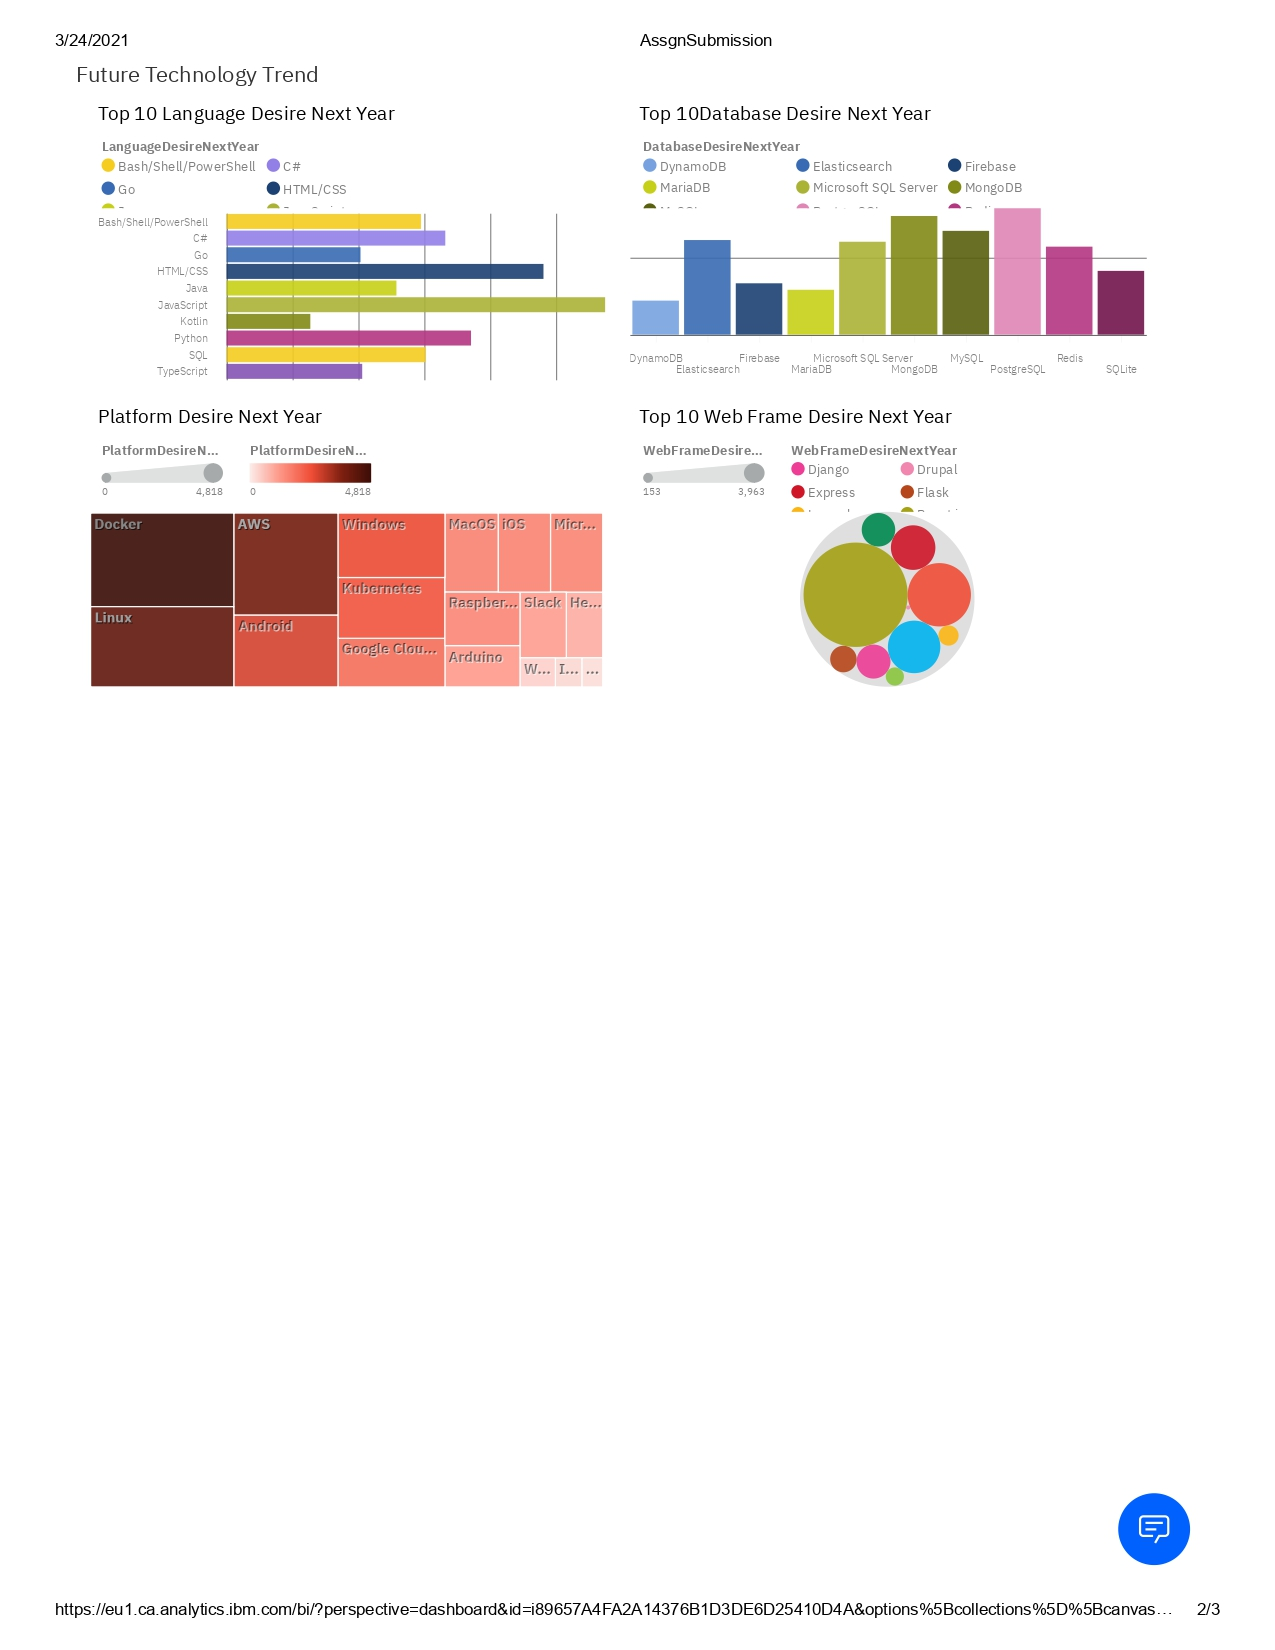 3/24/2021 AssgnSubmission
Future Technology Trend
Top 10 Language Desire Next Year
LanguageDesireNextYear
Bash/Shell/PowerShell C#
Go HTML/CSS
Bash/Shell/PowerShell
C#
Go
HTML/CSS
Java
JavaScript
Kotlin
Python
SQL
TypeScript
Top 10Database Desire Next Year
DatabaseDesireNextYear
DynamoDB Elasticsearch Firebase
MariaDB Microsoft SQL Server MongoDB
DynamoDB Firebase Microsoft SQL Server MySQL Redis
Elasticsearch MariaDB MongoDB PostgreSQL SQLite
Platform Desire Next Year
PlatformDesireN... PlatformDesireN...
0 4,818 0 4,818
Docker AWS Windows MacOS iOS Micr...
Kubernetes
Raspber... Slack He...
Linux Android
Google Clou...
Arduino
W... I... ...
Top 10 Web Frame Desire Next Year
WebFrameDesire... WebFrameDesireNextYear
153 3,963
Django Drupal
Express Flask
https://eu1.ca.analytics.ibm.com/bi/?perspective=dashboard&id=i89657A4FA2A14376B1D3DE6D25410D4A&options%5Bcollections%5D%5Bcanvas… 2/3